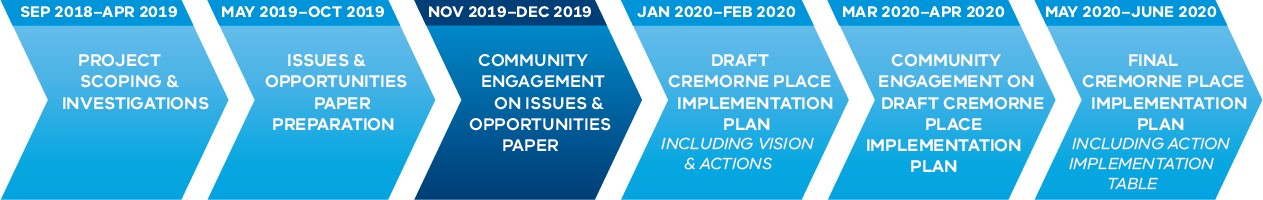 SEP 2018–APR 2019
PROJECT
SCOPING &
INVESTIGATIONS
MAY 2019–OCT 2019
ISSUES &
OPPORTUNITIES
PAPER
PREPARATION
NOV 2019–DEC 2019
COMMUNITY
ENGAGEMENT
ON ISSUES &
OPPORTUNITIES
PAPER
JAN 2020–FEB 2020
DRAFT
CREMORNE PLACE
IMPLEMENTATION
PLAN
INCLUDING VISION
& ACTIONS
MAR 2020–APR 2020
COMMUNITY
ENGAGEMENT ON
DRAFT CREMORNE
PLACE
IMPLEMENTATION
PLAN
MAY 2020–JUNE 2020
FINAL
CREMORNE PLACE
IMPLEMENTATION
PLAN
INCLUDING ACTION
IMPLEMENTATION
TABLE